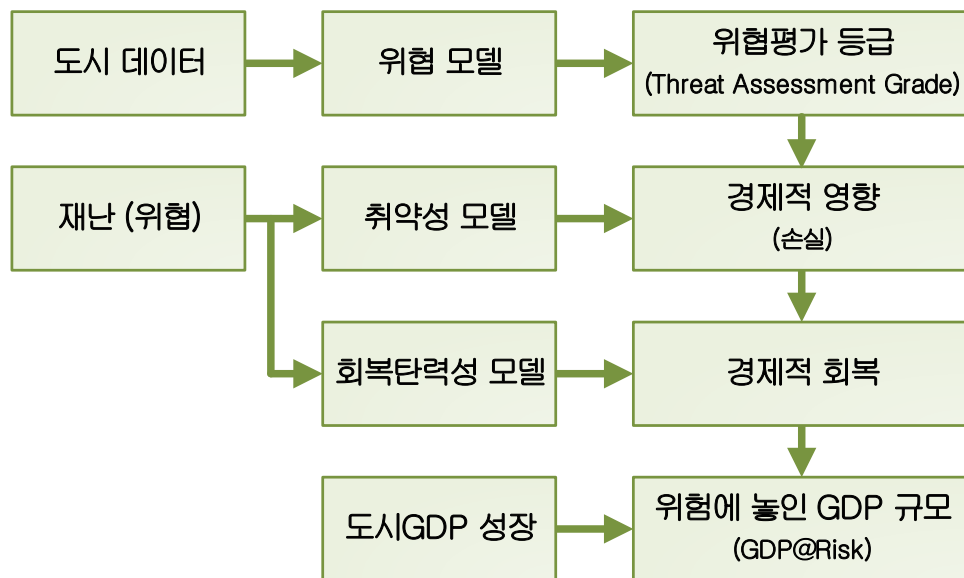 도시 데이터
위협 모델
위협평가 등급
(Threat Assessment Grade)
재난 (위협)
취약성 모델
경제적 영향
(손실)
회복탄력성 모델
경제적 회복
도시GDP 성장
위험에 놓인 GDP 규모
(GDP@Risk)